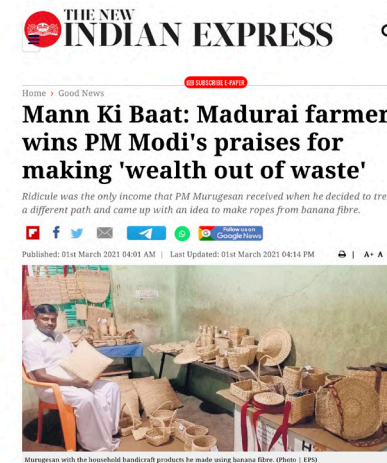 THE NEW
INDIAN EXPRESS
SUBSCRIBE E-PAPER
Home › Good News
Mann Ki Baat: Madurai farmer
wins PM Modi's praises for
making 'wealth out of waste'
Ridicule was the only income that PM Murugesan received when he decided to tre
a different path and came up with an idea to make ropes from banana fibre.
Follow us on
Google News
Published: 01st March 2021 04:01 AM | Last Updated: 01st March 2021 04:14 PM | A+ A
Murugesan with the household handicraft products he made using banana fibre. (Photo | EPS)